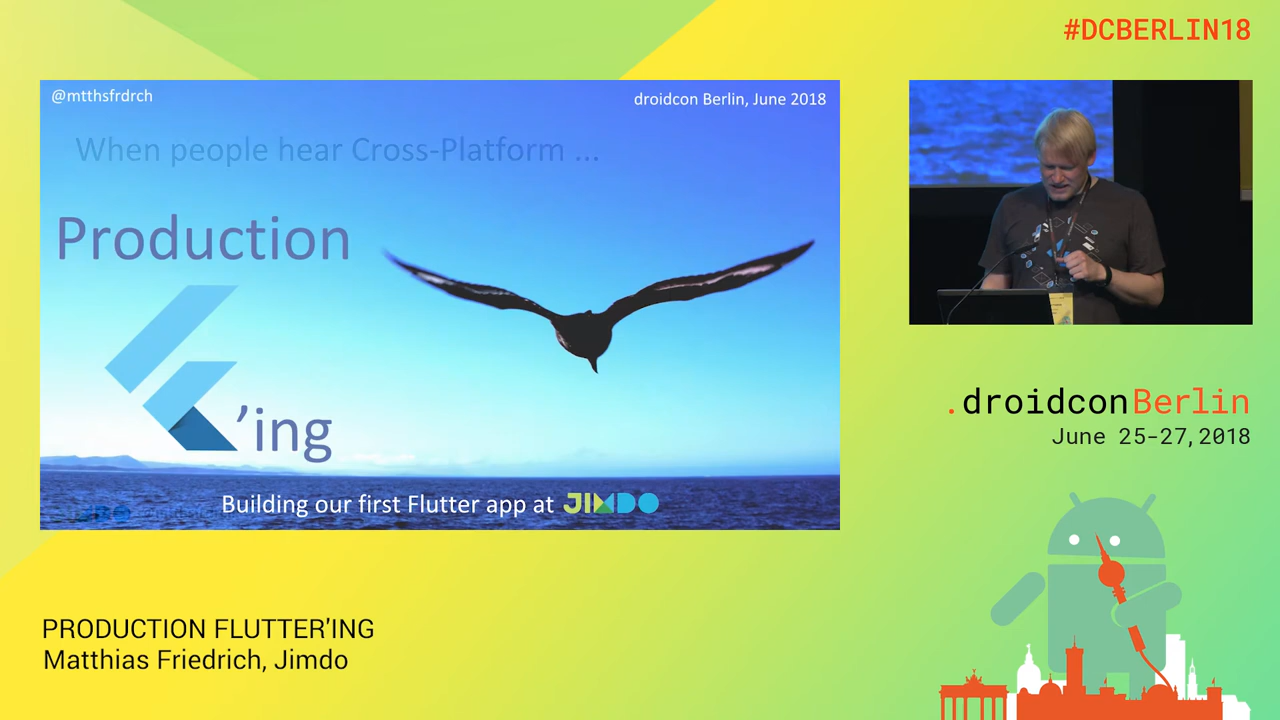 #DCBERLIN18
@mtthsfrdrch
droidcon Berlin, June 2018
When people hear Cross-Platform ...
Production
'ing
Building our first Flutter app at JIMDO
.droidconBerlin
June 25-27, 2018
PRODUCTION FLUTTER'ING
Matthias Friedrich, Jimdo